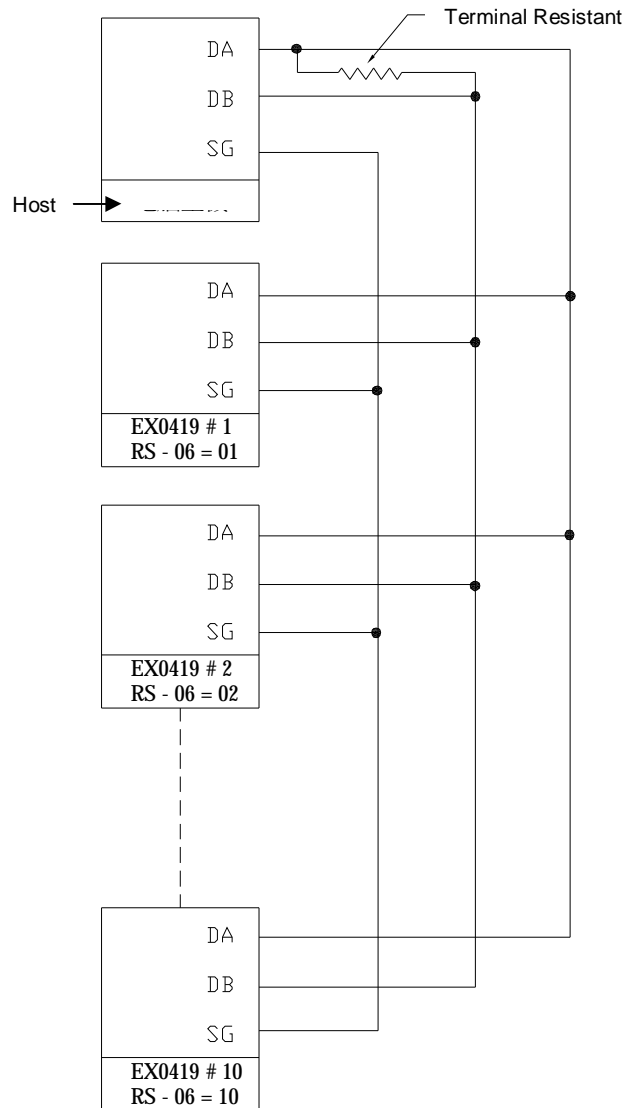 Terminal Resistant
DA
DB
SG
Host
DA
DB
SG
EX0419 # 1
RS - 06 = 01
DA
DB
SG
EX0419 # 2
RS - 06 = 02
DA
DB
SG
EX0419 # 10
RS - 06 = 10